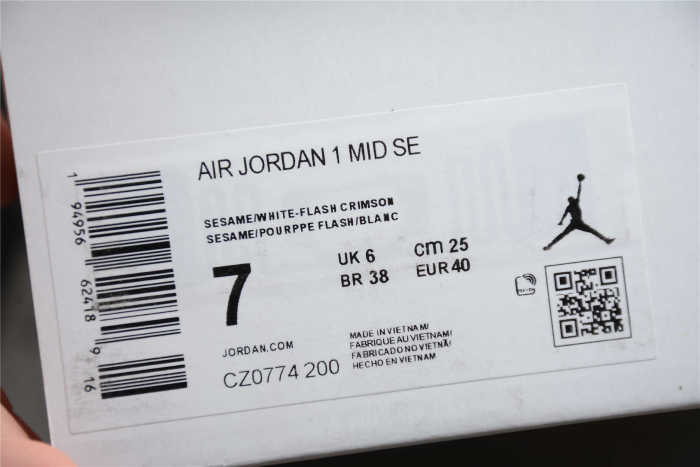 AIR JORDAN 1 MID SE
SESAME/WHITE-FLASH CRIMSON
SESAME/POURPPE FLASH/BLANC
7
UK 6
cm 25
BR 38
EUR 40
JORDAN.COM
CZ0774 200
MADE IN VIETNAM/
FABRIQUE AU VIETNAM/
FABRICADO NO VIETNÃ/
HECHO EN VIETNAM
1 94956 62418 9 16